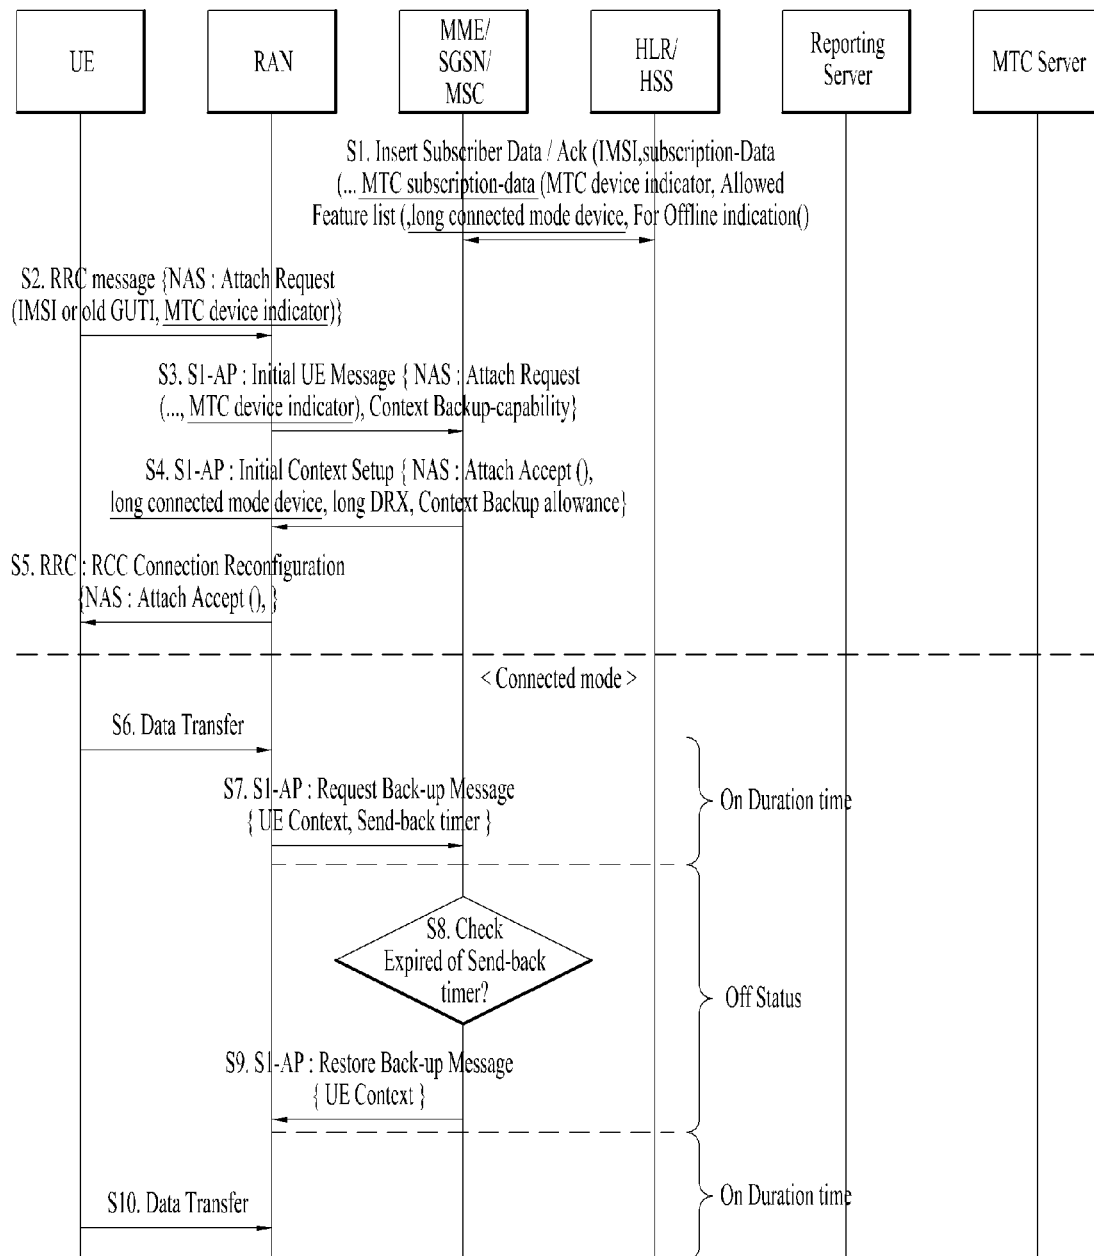 UE
RAN
MME/
SGSN/
MSC
HLR/
HSS
Reporting
Server
MTC Server
S1. Insert Subscriber Data / Ack (IMSI,subscription-Data
(... MTC subscription-data (MTC device indicator, Allowed
Feature list (,long connected mode device, For Offline indication()
S2. RRC message {NAS : Attach Request
(IMSI or old GUTI, MTC device indicator)}
S3. S1-AP : Initial UE Message { NAS : Attach Request
(..., MTC device indicator), Context Backup-capability}
S4. S1-AP : Initial Context Setup { NAS : Attach Accept (),
long connected mode device, long DRX, Context Backup allowance}
S5. RRC : RCC Connection Reconfiguration
{NAS : Attach Accept (), }
< Connected mode >
S6. Data Transfer
S7. S1-AP : Request Back-up Message
{ UE Context, Send-back timer }
On Duration time
S8. Check
Expired of Send-back
timer?
Off Status
S9. S1-AP : Restore Back-up Message
{ UE Context }
S10. Data Transfer
On Duration time